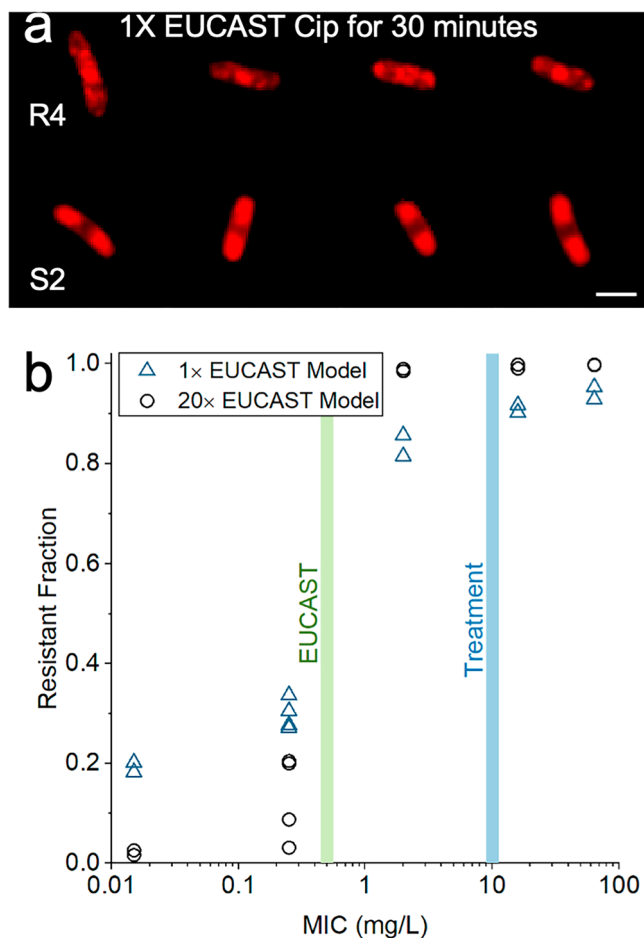 a 1X EUCAST Cip for 30 minutes
R4
S2
b
1× EUCAST Model
20× EUCAST Model
1.0
0.8
0.6
0.4
0.2
0.0
Resistant Fraction
EUCAST
Treatment
0.01 0.1 1 10 100
MIC (mg/L)